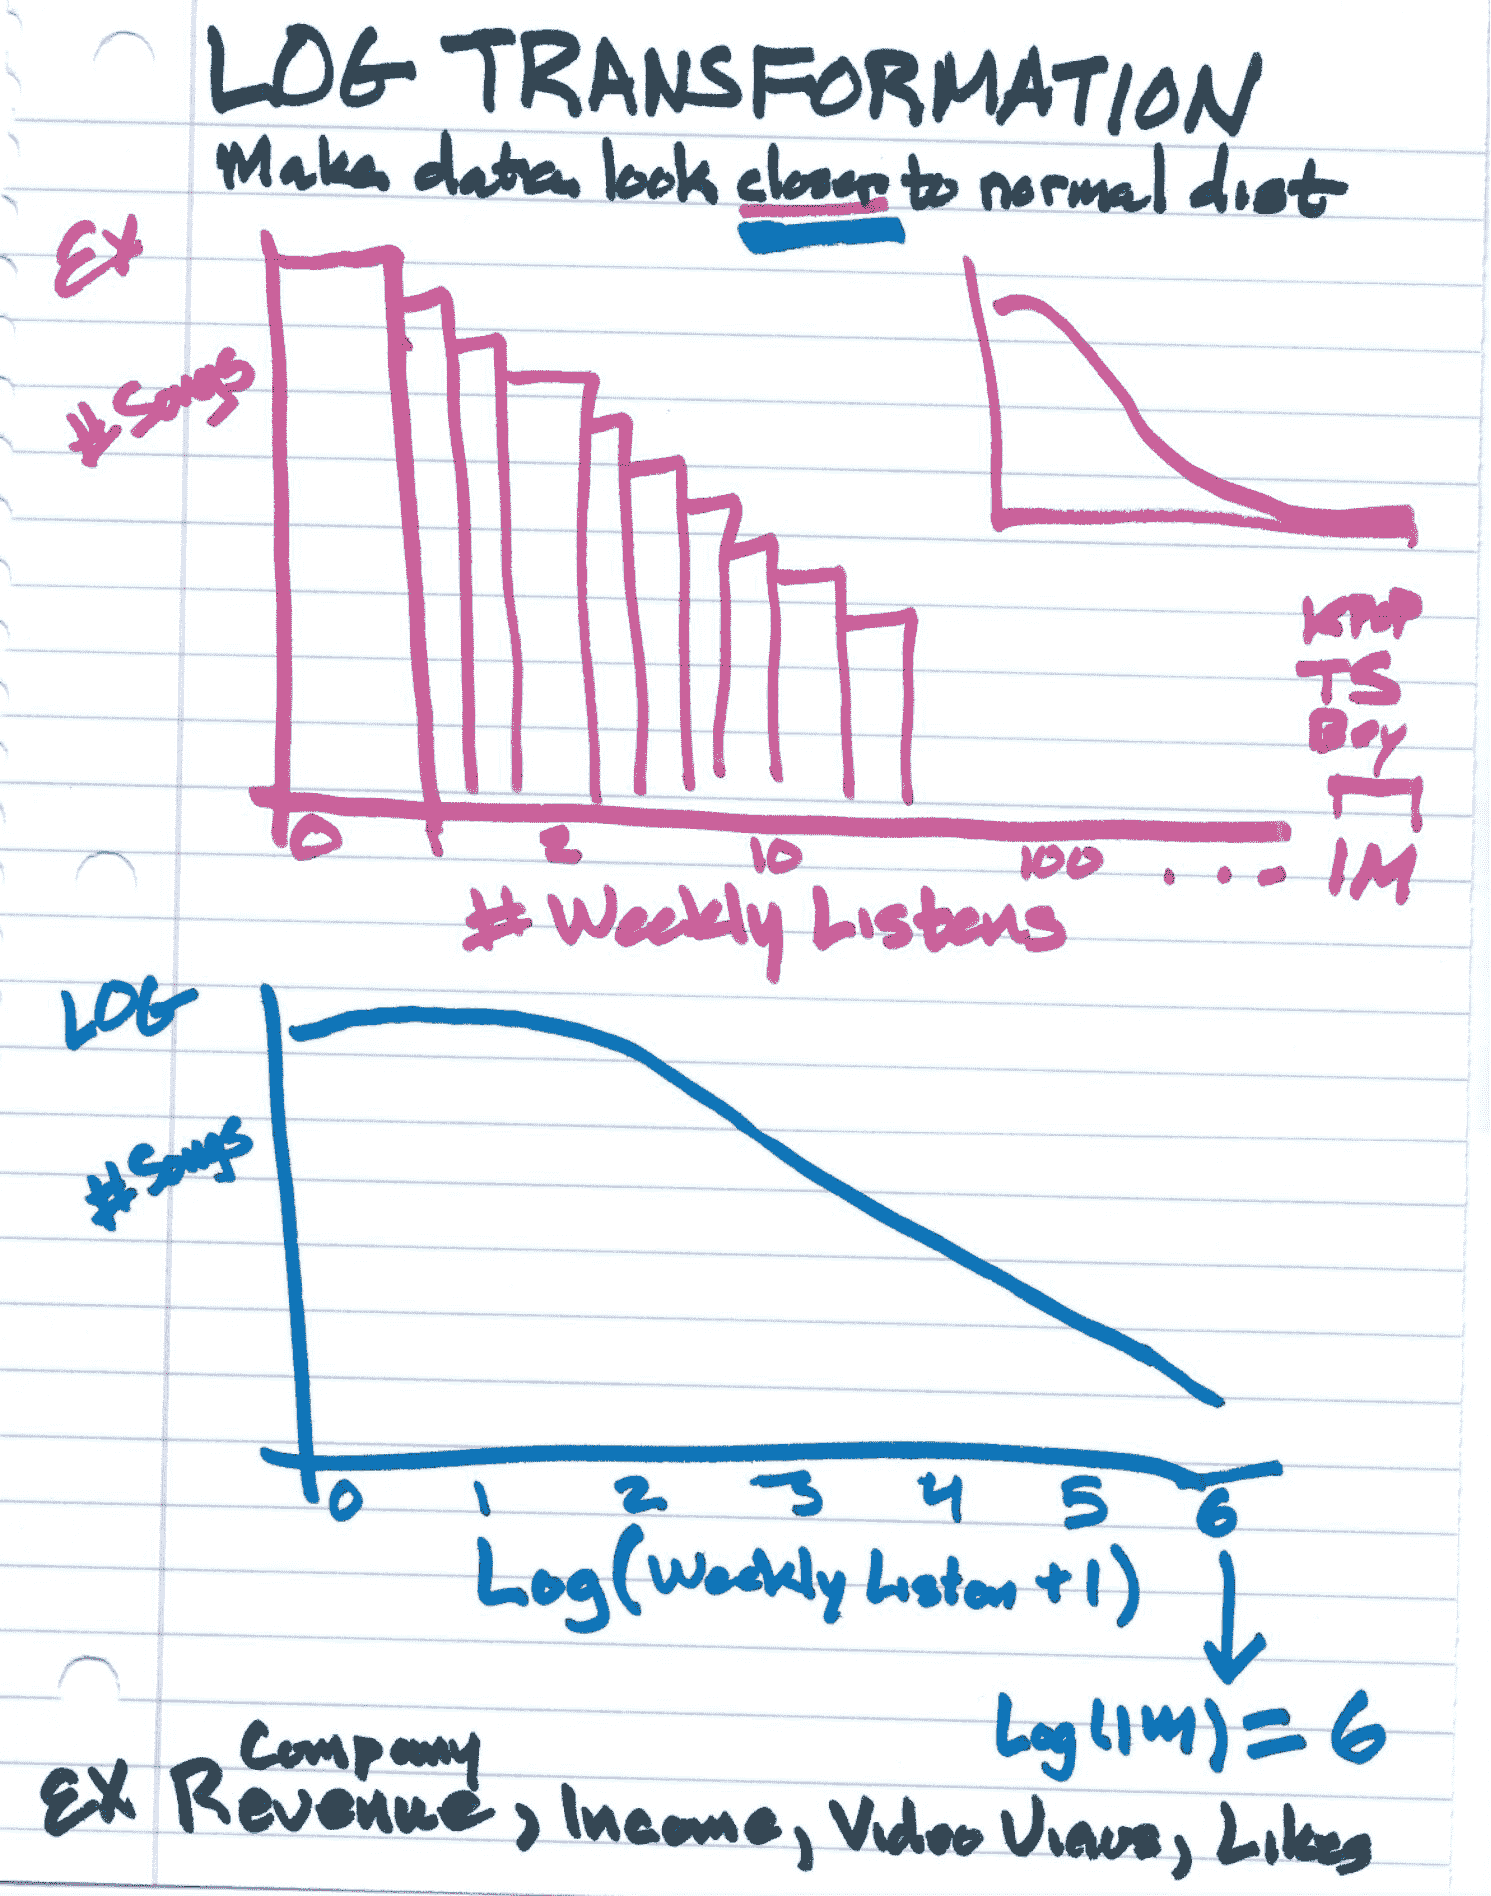 LOG TRANSFORMATION
Make data look closer to normal dist
EX
# Songs
KPOP
TS
Bey
0 1 2 10 100 ... 1M
# Weekly Listens
LOG
# Songs
0 1 2 3 4 5 6
Log(Weekly Listen + 1)
Log(1M) = 6
Company
EX Revenue, Income, Video Views, Likes